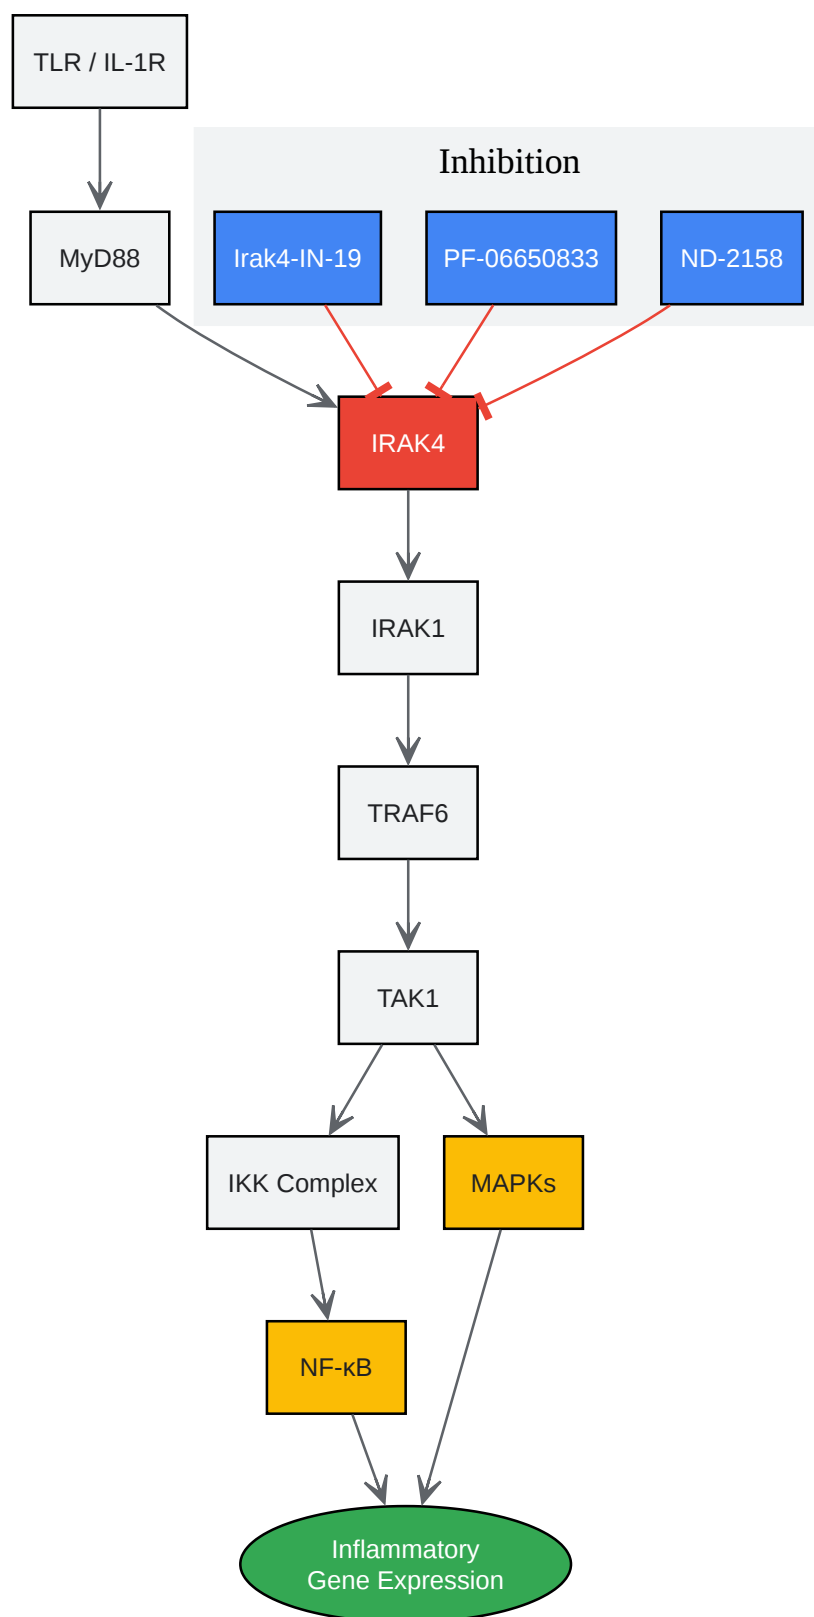 TLR / IL-1R
Inhibition
MyD88
Irak4-IN-19
PF-06650833
ND-2158
IRAK4
IRAK1
TRAF6
TAK1
IKK Complex
MAPKs
NF-κB
Inflammatory
Gene Expression